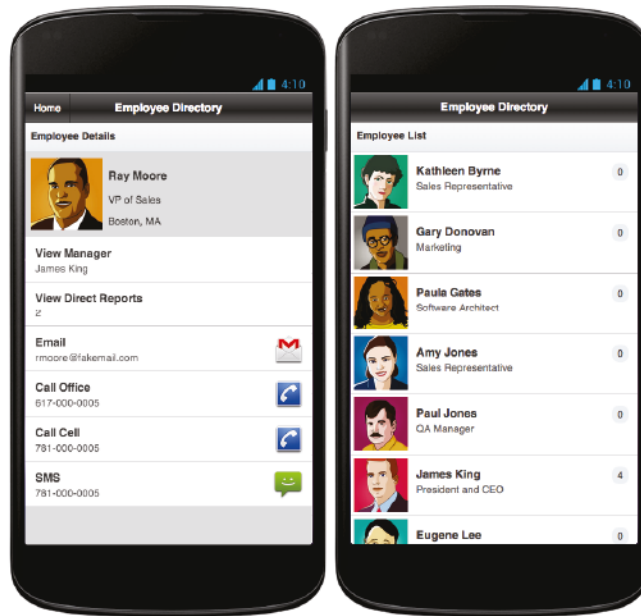 4:10
Home
Employee Directory
Employee Details
Ray Moore
VP of Sales
Boston, MA
View Manager
James King
View Direct Reports
2
Email
rmoore@fakemail.com
Call Office
617-000-0005
Call Cell
781-000-0005
SMS
781-000-0005
4:10
Employee Directory
Employee List
Kathleen Byrne 0
Sales Representative
Gary Donovan 0
Marketing
Paula Gates 0
Software Architect
Amy Jones 0
Sales Representative
Paul Jones 0
QA Manager
James King 4
President and CEO
Eugene Lee 0